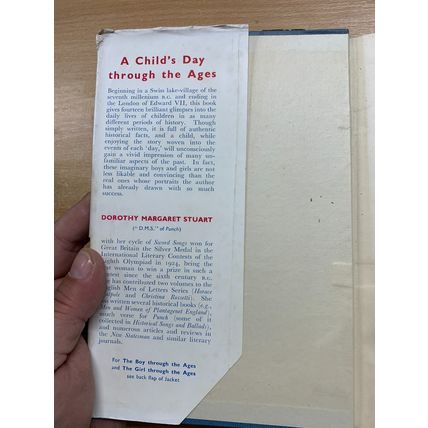 A Child's Day
through the Ages
Beginning in a Swiss lake-village of the
seventh millenium B.C. and ending in
the London of Edward VII, this book
gives fourteen brilliant glimpses into the
daily lives of children in as many
different periods of history. Though
simply written, it is full of authentic
historical facts, and a child, while
enjoying the story woven into the
events of each 'day,' will unconsciously
gain a vivid impression of many un-
familiar aspects of the past. In fact,
these imaginary boys and girls are not
less likable and convincing than the
real ones whose portraits the author
has already drawn with so much
success.
DOROTHY MARGARET STUART
("D.M.S." of Punch)
with her cycle of Sword Songs won for
Great Britain the Silver Medal in the
International Literary Contests of the
Eighth Olympiad in 1924, being the
first woman to win a prize in such a
contest since the sixth century B.C.
has contributed two volumes to the
English Men of Letters Series (Horace
Walpole and Christina Rossetti). She
written several historical books (e.g.,
Men and Women of Plantagenet England),
much verse for Punch (some of it
collected in Historical Songs and Ballads),
and numerous articles and reviews in
the New Statesman and similar literary
journals.
For The Boy through the Ages
and The Girl through the Ages
see back flap of Jacket.